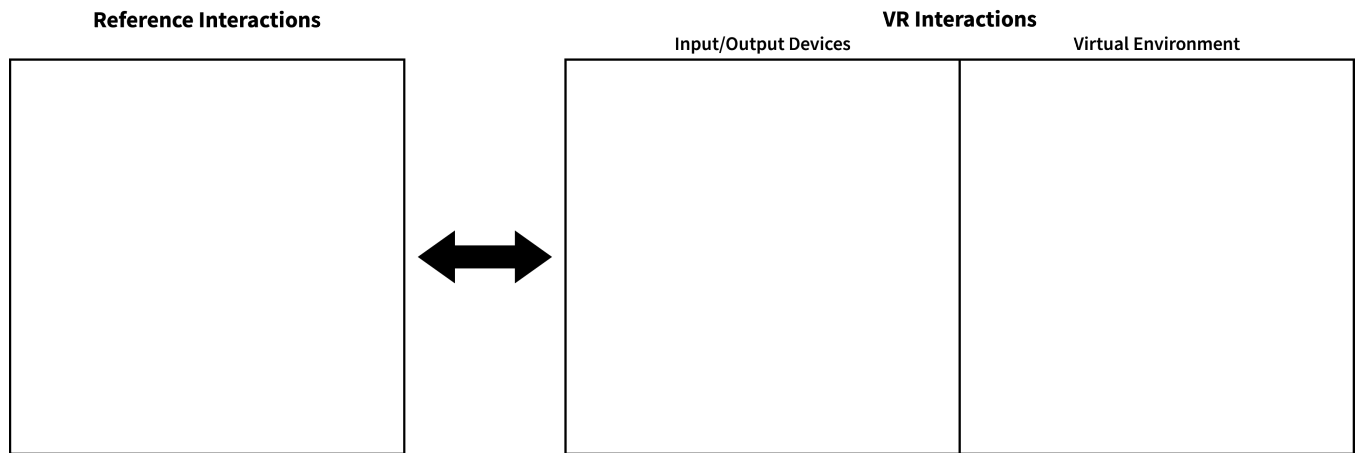 Reference Interactions
VR Interactions
Input/Output Devices
Virtual Environment